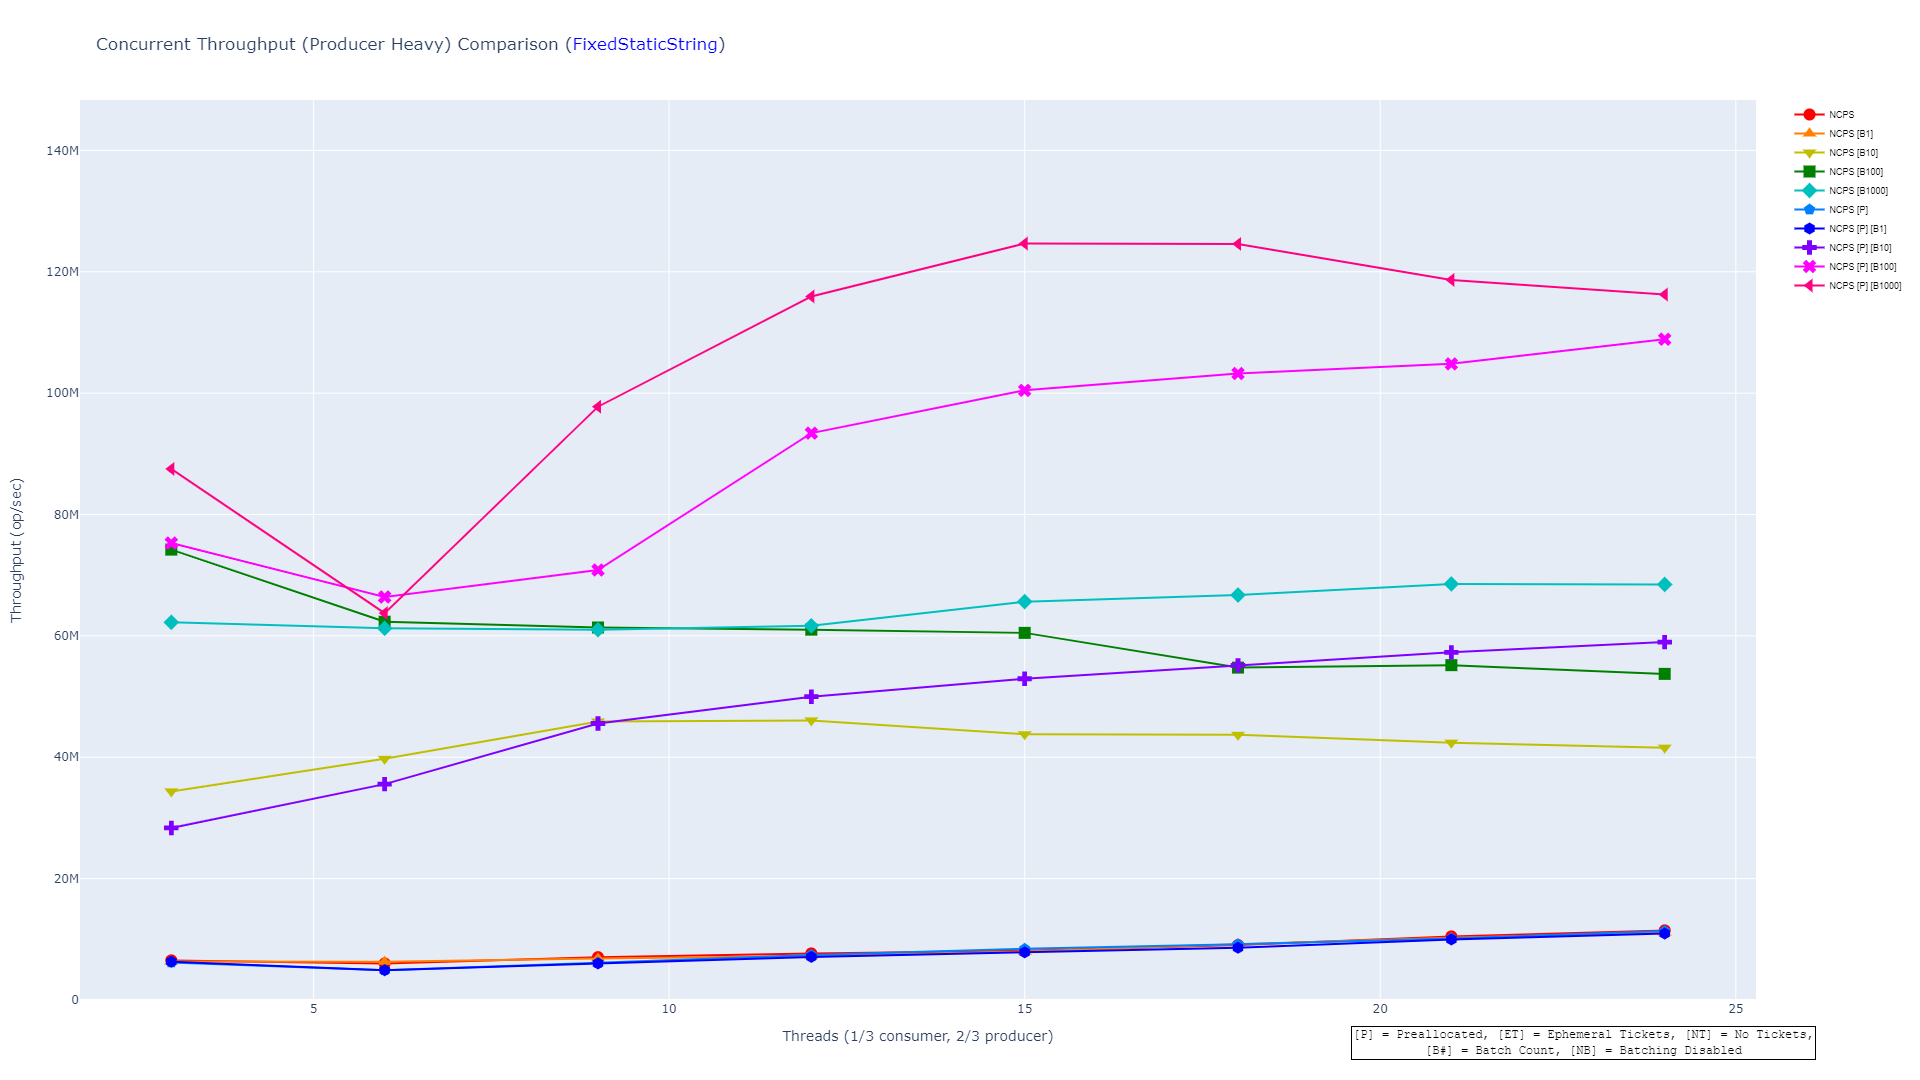 Concurrent Throughput (Producer Heavy) Comparison (FixedStaticString)
NCPS
NCPS [B1]
NCPS [B10]
NCPS [B100]
NCPS [B1000]
NCPS [P]
NCPS [P] [B1]
NCPS [P] [B10]
NCPS [P] [B100]
NCPS [P] [B1000]
140M
120M
100M
80M
60M
40M
20M
0
Throughput (op/sec)
5 10 15 20 25
Threads (1/3 consumer, 2/3 producer)
[P] = Preallocated, [ET] = Ephemeral Tickets, [NT] = No Tickets,
[B#] = Batch Count, [NB] = Batching Disabled